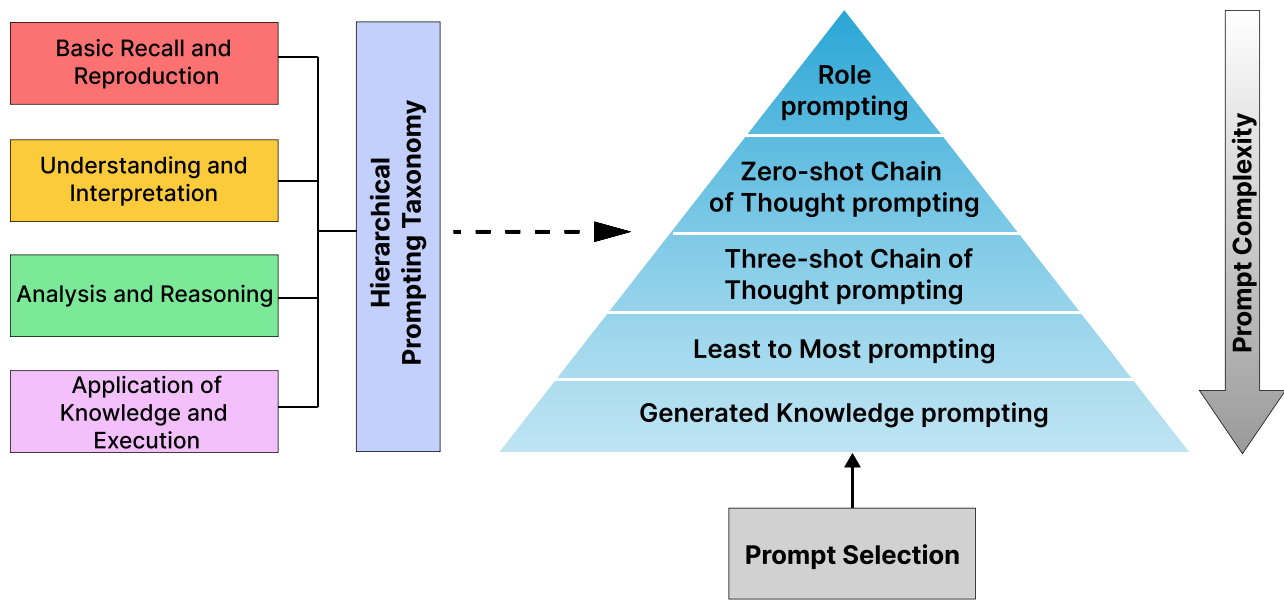 Basic Recall and
Reproduction
Understanding and
Interpretation
Analysis and Reasoning
Application of
Knowledge and
Execution
Hierarchical
Prompting Taxonomy
Role
prompting
Zero-shot Chain
of Thought prompting
Three-shot Chain of
Thought prompting
Least to Most prompting
Generated Knowledge prompting
Prompt Selection
Prompt Complexity